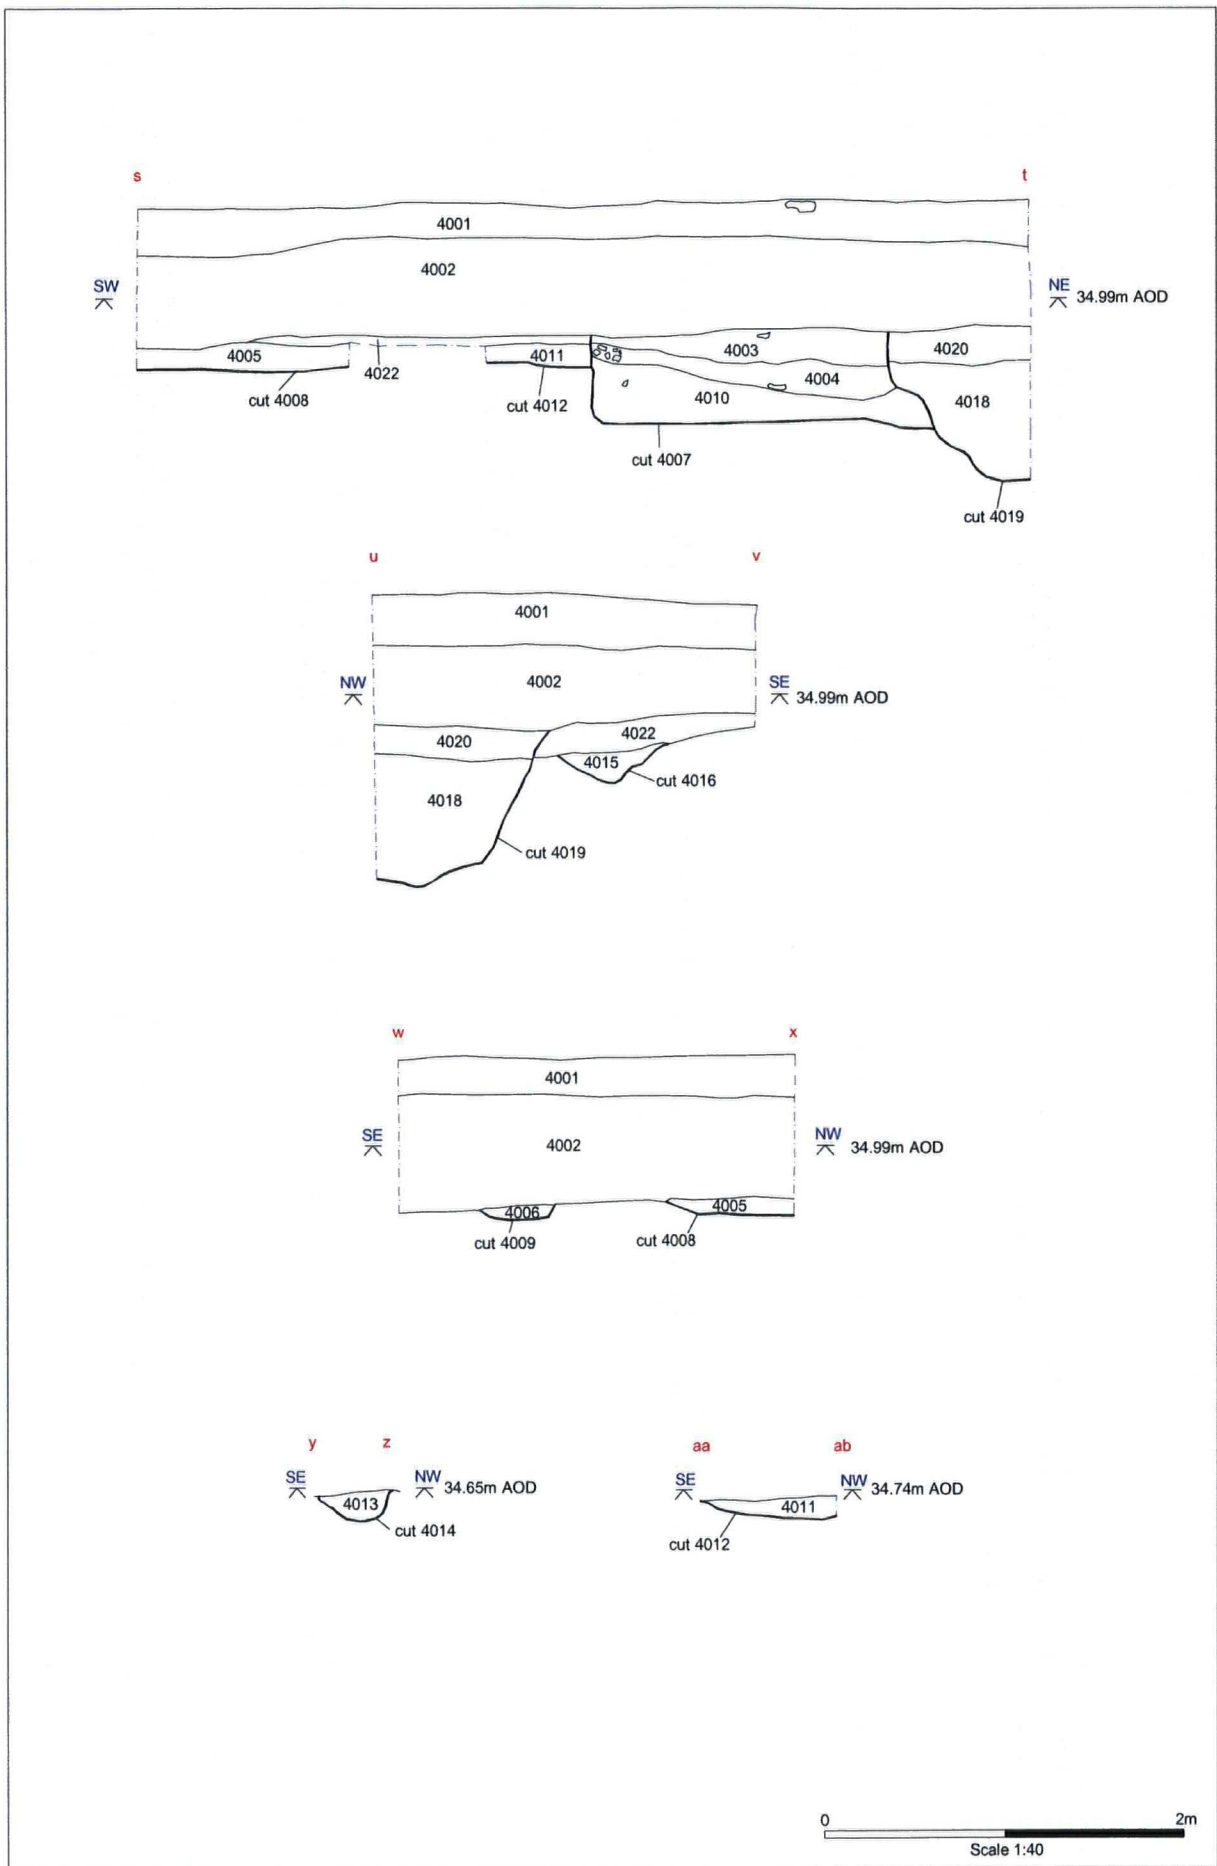 s t
4001
4002
SW NE 34.99m AOD
4005 4022 4011 4003 4020
4004
4010 4018
cut 4008 cut 4012
cut 4007
cut 4019
u v
4001
4002
NW SE 34.99m AOD
4020 4022
4015
cut 4016
4018
cut 4019
w x
4001
4002
SE NW 34.99m AOD
4006 4005
cut 4009 cut 4008
y z
SE NW 34.65m AOD
4013
cut 4014
aa ab
SE NW 34.74m AOD
4011
cut 4012
0 2m
Scale 1:40